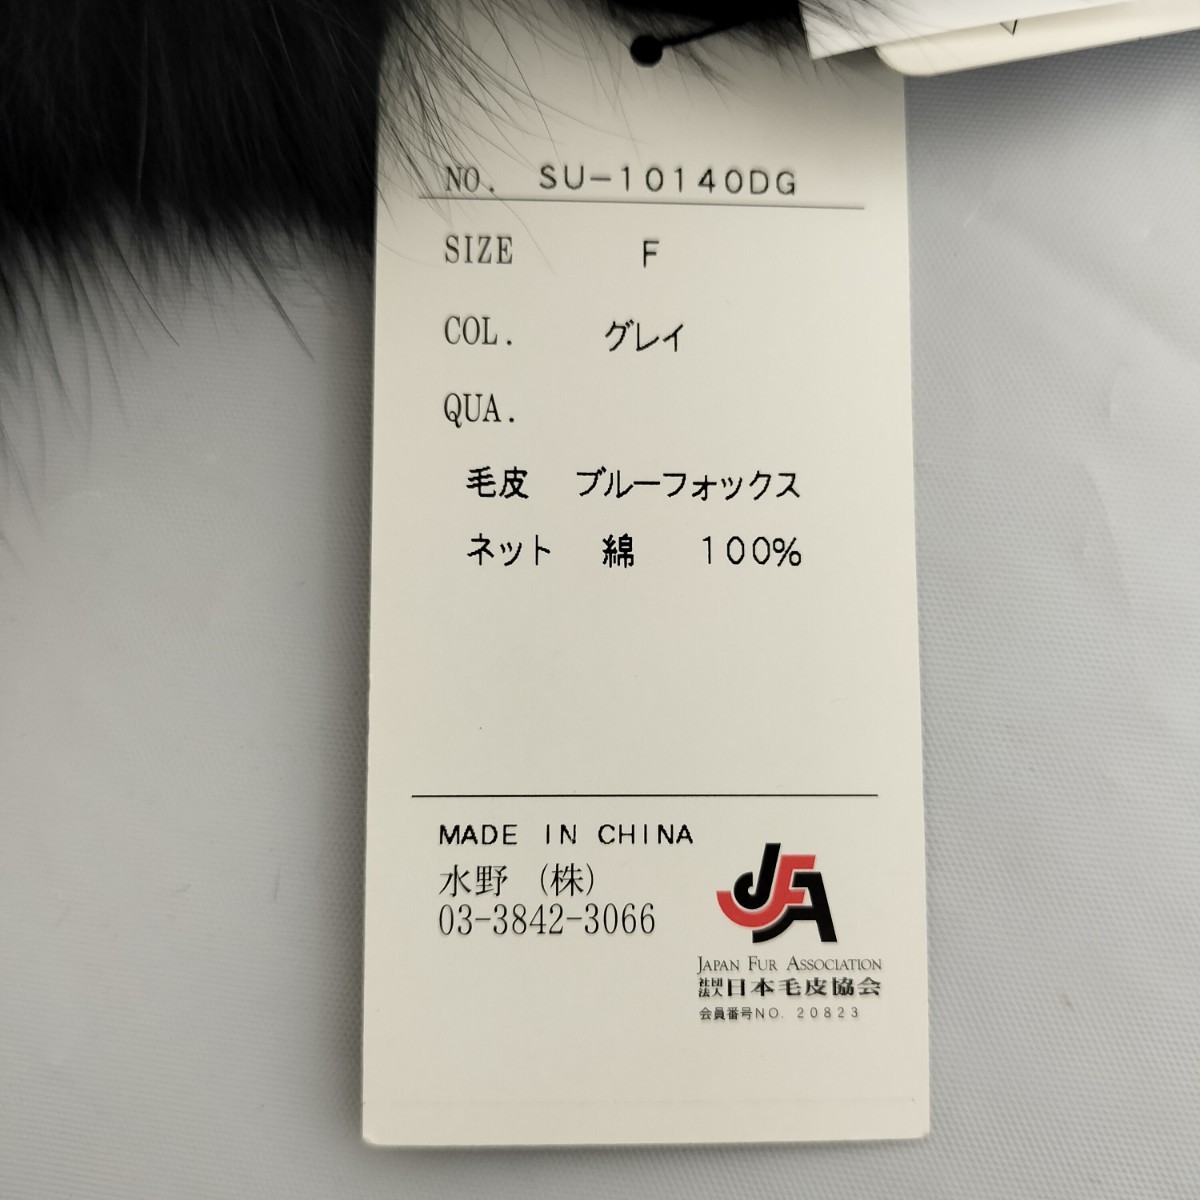 NO. SU-10140DG
SIZE F
COL. グレイ
QUA.
毛皮 ブルーフォックス
ネット 綿 100%
MADE IN CHINA
水野 (株)
03-3842-3066
JFA
JAPAN FUR ASSOCIATION
社団法人日本毛皮協会
会員番号NO. 20823